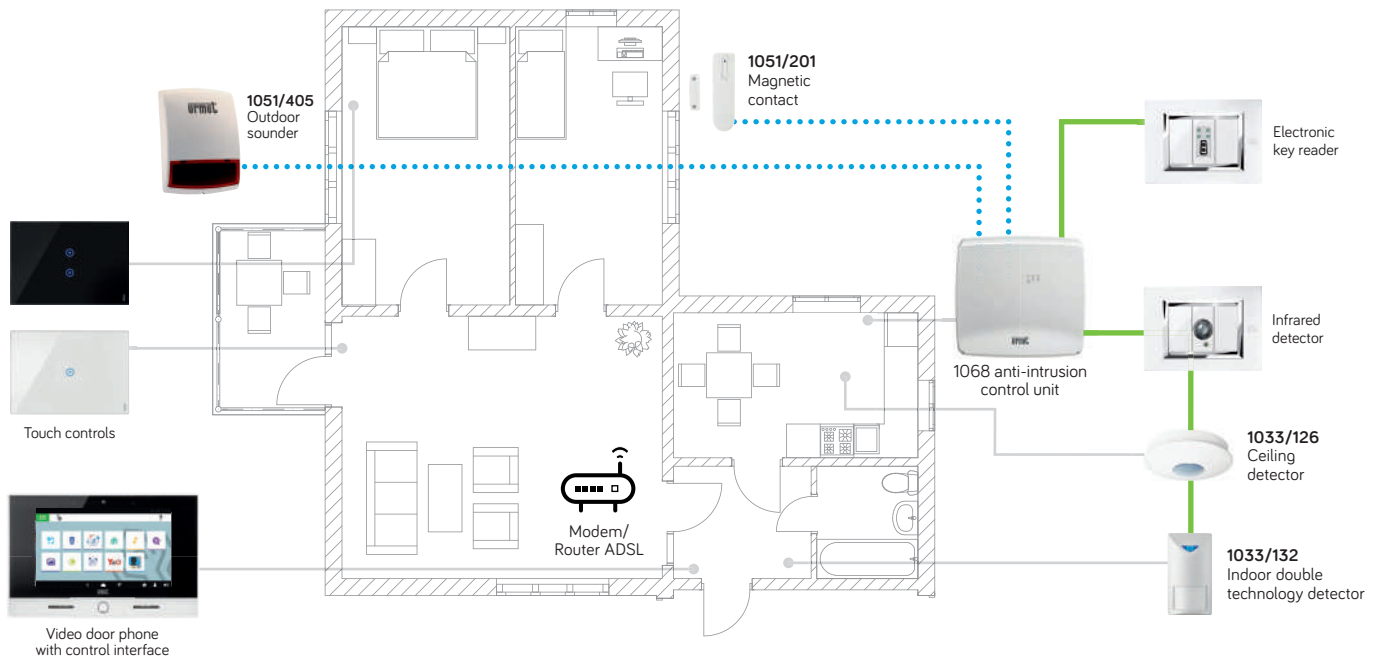 1051/405
Outdoor
sounder
urmet
1051/201
Magnetic
contact
Electronic
key reader
Infrared
detector
urmet
1068 anti-intrusion
control unit
Touch controls
1033/126
Ceiling
detector
Modem/
Router ADSL
1033/132
Indoor double
technology detector
Video door phone
with control interface